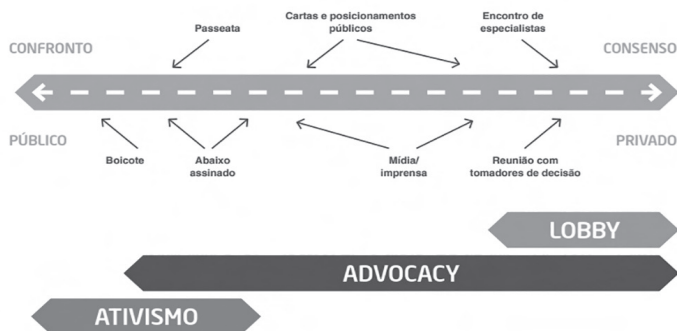 Cartas e posicionamentos
públicos
Encontro de
especialistas
Passeata
CONFRONTO
CONSENSO
PÚBLICO
PRIVADO
Boicote
Abaixo
assinado
Mídia/
imprensa
Reunião com
tomadores de decisão
LOBBY
ADVOCACY
ATIVISMO